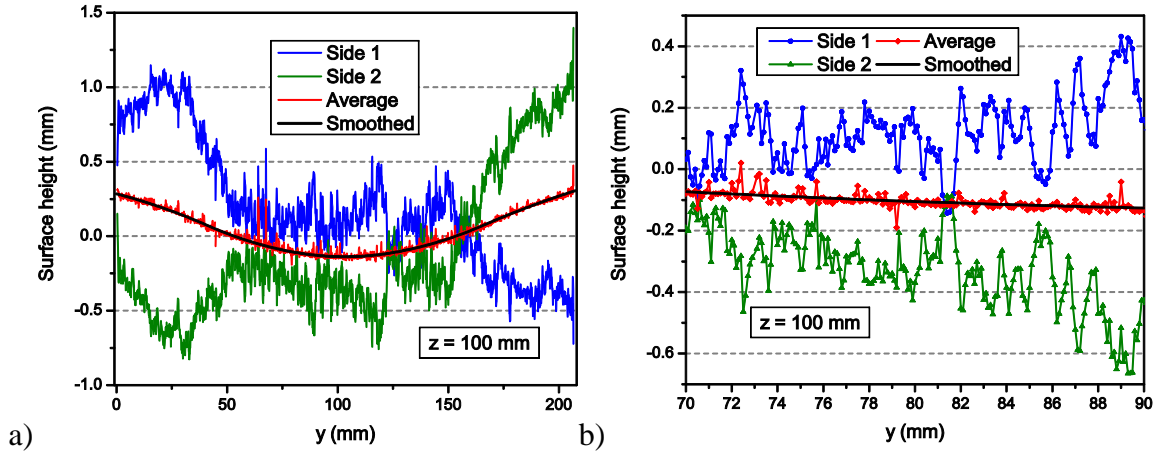 1.5
1.0
0.5
0.0
-0.5
-1.0
Surface height (mm)
Side 1
Side 2
Average
Smoothed
z = 100 mm
0 50 100 150 200
y (mm)
a)
0.4
0.2
0.0
-0.2
-0.4
-0.6
Surface height (mm)
Side 1 Average
Side 2 Smoothed
z = 100 mm
70 72 74 76 78 80 82 84 86 88 90
y (mm)
b)